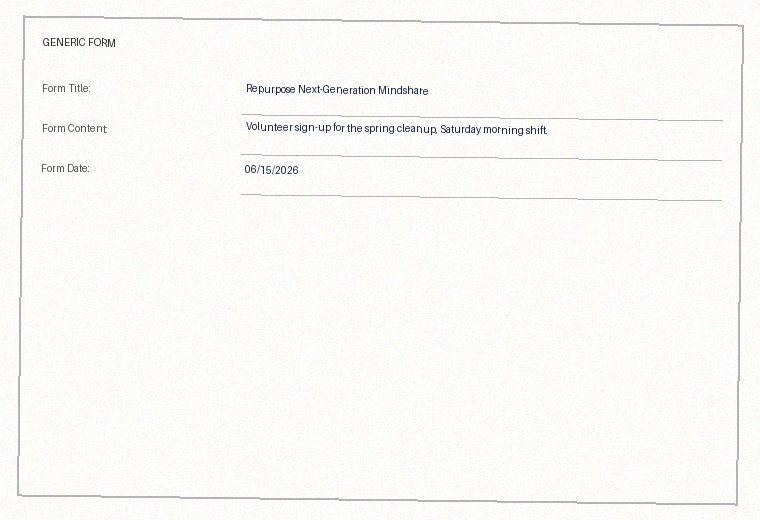 GENERIC FORM
Form Title: Repurpose Next-Generation Mindshare
Form Content: Volunteer sign-up for the spring cleanup, Saturday morning shift.
Form Date: 06/15/2026